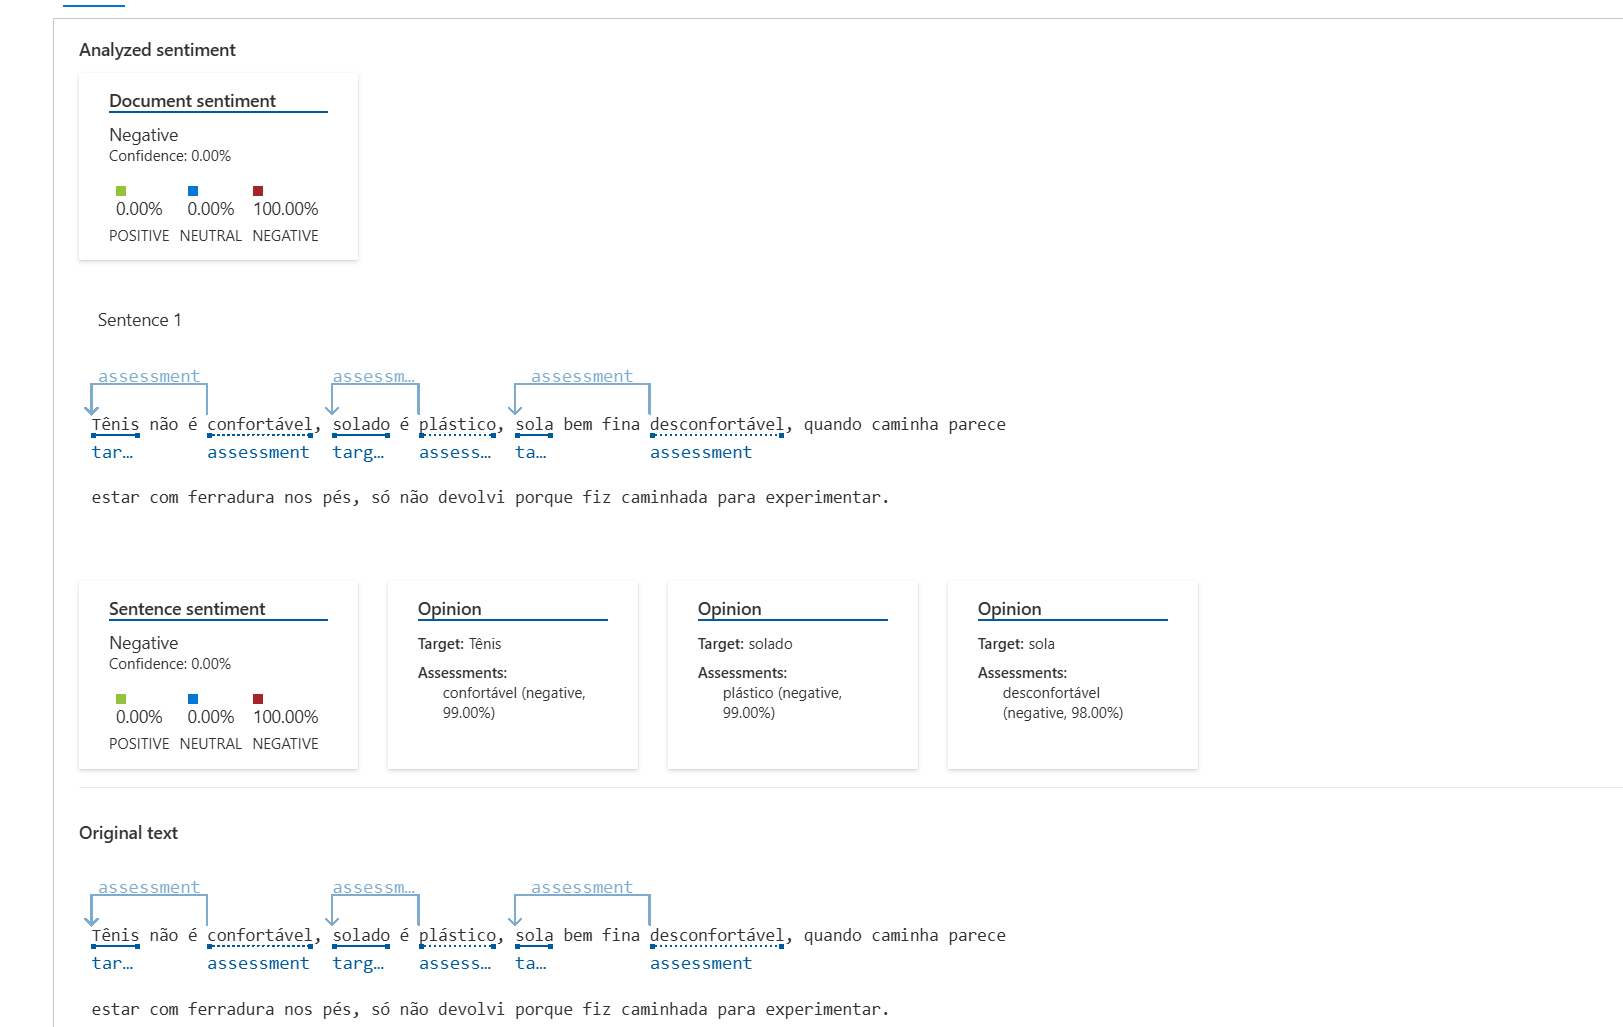 Analyzed sentiment
Document sentiment
Negative
Confidence: 0.00%
0.00% 0.00% 100.00%
POSITIVE NEUTRAL NEGATIVE
Sentence 1
assessment assessm... assessment
Tênis não é confortável, solado é plástico, sola bem fina desconfortável, quando caminha parece
tar... assessment targ... assess... ta... assessment
estar com ferradura nos pés, só não devolvi porque fiz caminhada para experimentar.
Sentence sentiment
Negative
Confidence: 0.00%
0.00% 0.00% 100.00%
POSITIVE NEUTRAL NEGATIVE
Opinion
Target: Tênis
Assessments:
confortável (negative,
99.00%)
Opinion
Target: solado
Assessments:
plástico (negative,
99.00%)
Opinion
Target: sola
Assessments:
desconfortável
(negative, 98.00%)
Original text
assessment assessm... assessment
Tênis não é confortável, solado é plástico, sola bem fina desconfortável, quando caminha parece
tar... assessment targ... assess... ta... assessment
estar com ferradura nos pés, só não devolvi porque fiz caminhada para experimentar.